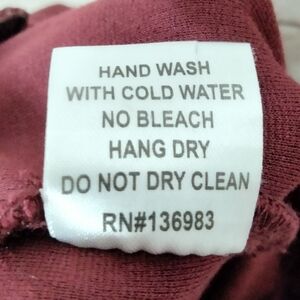 HAND WASH
WITH COLD WATER
NO BLEACH
HANG DRY
DO NOT DRY CLEAN
RN#136983